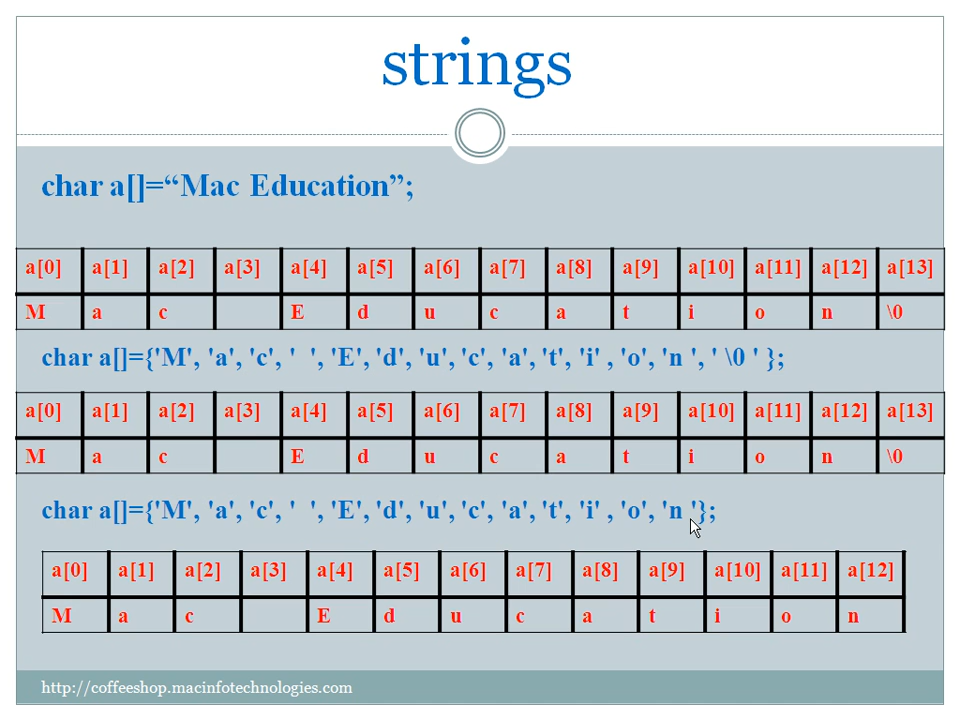 strings
char a[]=“Mac Education”;
a[0] a[1] a[2] a[3] a[4] a[5] a[6] a[7] a[8] a[9] a[10] a[11] a[12] a[13]
M a c E d u c a t i o n \0
char a[]={'M', 'a', 'c', ' ', 'E', 'd', 'u', 'c', 'a', 't', 'i' , 'o', 'n ', ' \0 ' };
a[0] a[1] a[2] a[3] a[4] a[5] a[6] a[7] a[8] a[9] a[10] a[11] a[12] a[13]
M a c E d u c a t i o n \0
char a[]={'M', 'a', 'c', ' ', 'E', 'd', 'u', 'c', 'a', 't', 'i' , 'o', 'n '};
a[0] a[1] a[2] a[3] a[4] a[5] a[6] a[7] a[8] a[9] a[10] a[11] a[12]
M a c E d u c a t i o n
http://coffeeshop.macinfotechnologies.com